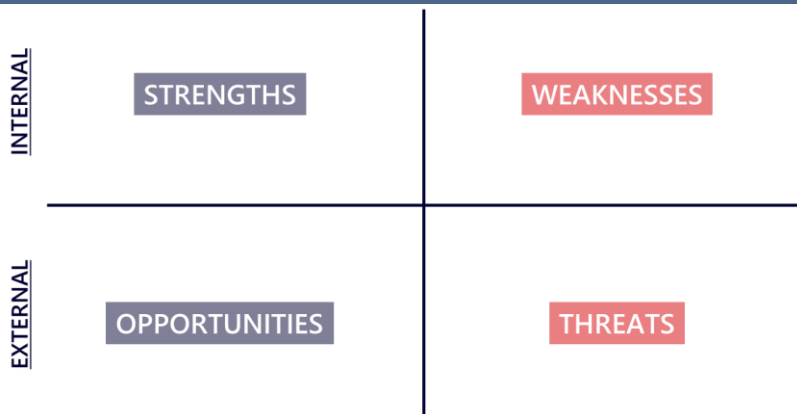 INTERNAL
STRENGTHS
WEAKNESSES
EXTERNAL
OPPORTUNITIES
THREATS